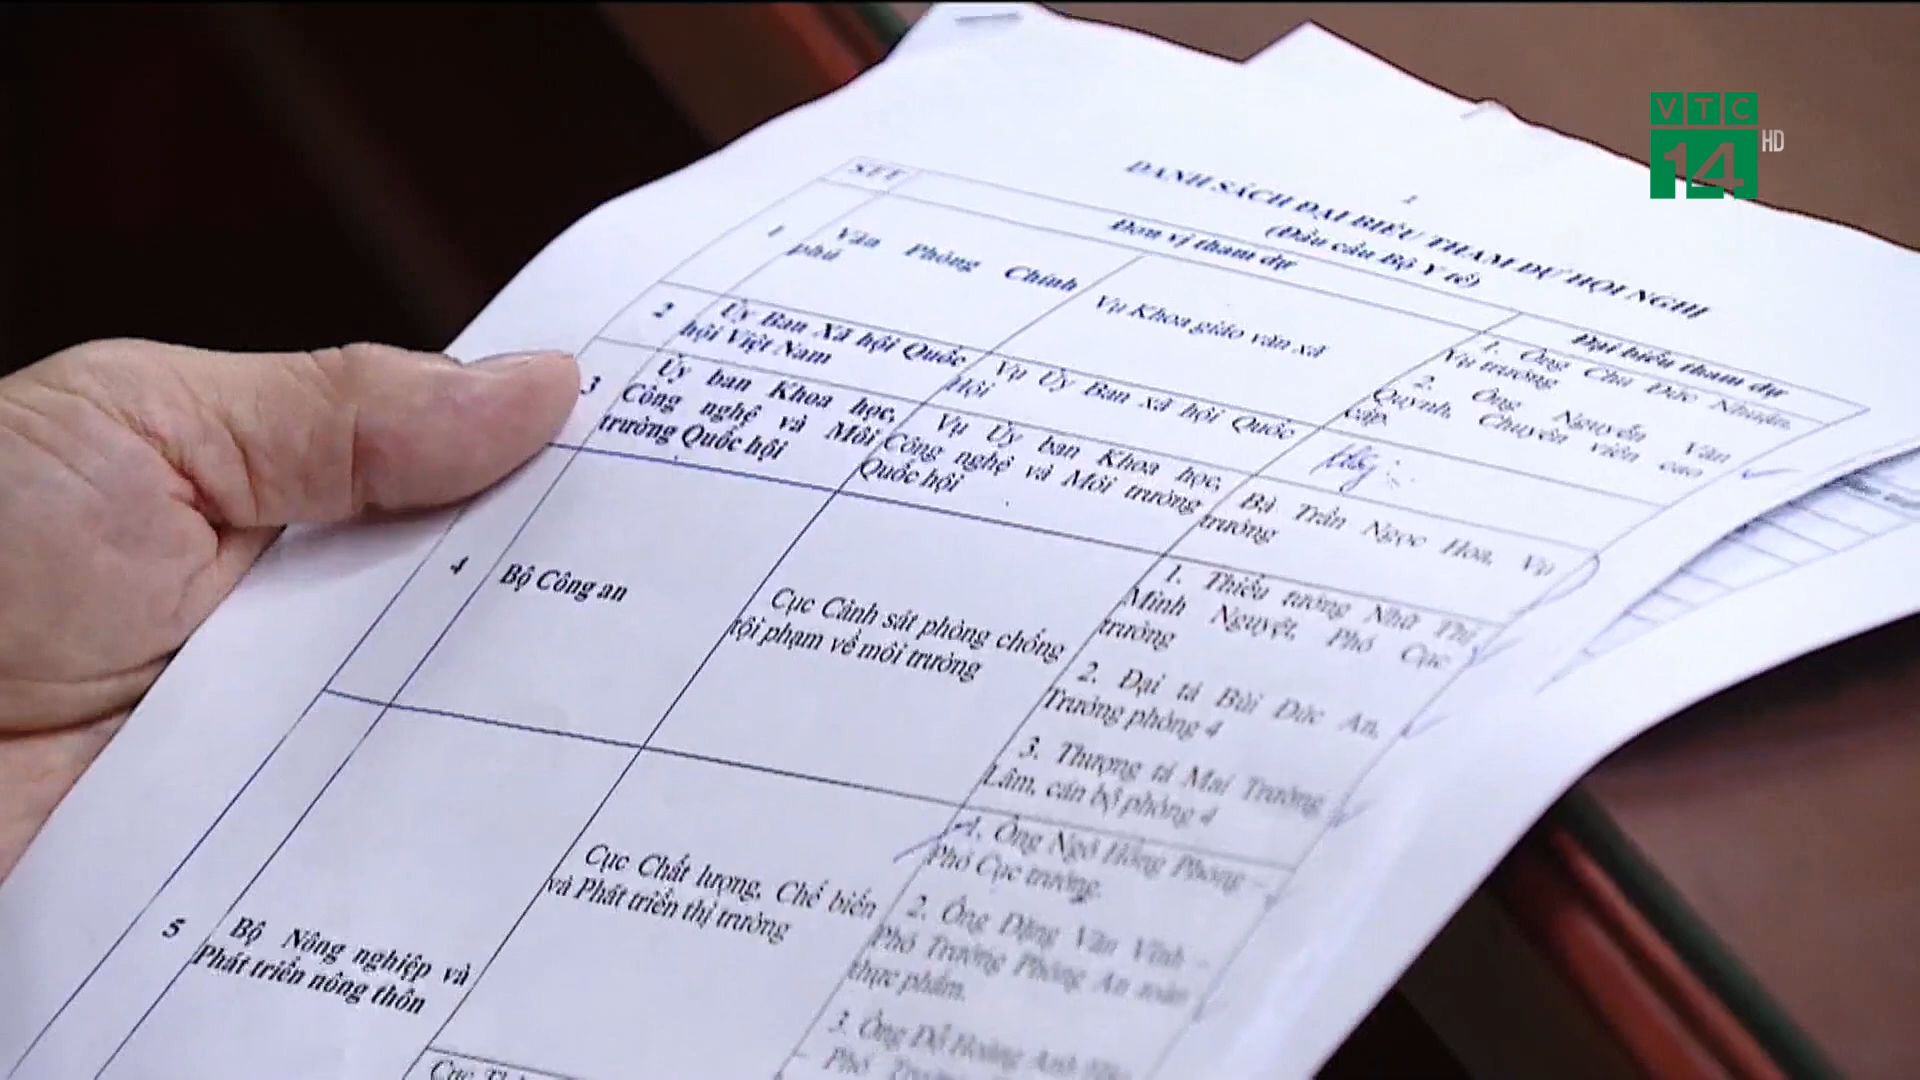 VTC
14 HD
1
DANH SÁCH ĐẠI BIỂU THAM DỰ HỘI NGHỊ
(Đầu cầu Bộ Y tế)
STT
Đơn vị tham dự
Đại biểu tham dự
1
Văn Phòng Chính
phủ
Vụ Khoa giáo văn xã
1. Ông Chu Đức Nhuận,
Vụ trưởng
2. Ông Nguyễn Văn
Quỳnh, Chuyên viên cao
cấp.
2
Ủy Ban Xã hội Quốc
hội Việt Nam
Vụ Ủy Ban xã hội Quốc
Hội
3
Ủy ban Khoa học,
Công nghệ và Môi
trường Quốc hội
Vụ Ủy ban Khoa học,
Công nghệ và Môi trường
Quốc hội
Bà Trần Ngọc Hoa, Vụ
trưởng
4
Bộ Công an
Cục Cảnh sát phòng chống
tội phạm về môi trường
1. Thiếu tướng Nhữ Thị
Minh Nguyệt, Phó Cục
trưởng
2. Đại tá Bùi Đức An,
Trưởng phòng 4
3. Thượng tá Mai Trường
Lâm, cán bộ phòng 4
5
Bộ Nông nghiệp và
Phát triển nông thôn
Cục Chất lượng, Chế biến
và Phát triển thị trường
1. Ông Ngô Hồng Phong –
Phó Cục trưởng.
2. Ông Đặng Văn Vĩnh –
Phó Trưởng Phòng An toàn
thực phẩm.
3. Ông Đỗ Hoàng Anh
Phó
Cục